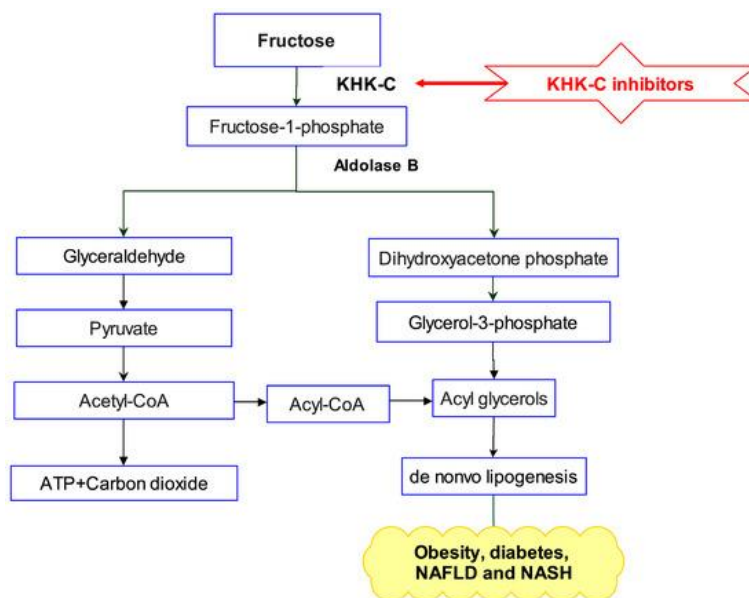 Fructose
KHK-C
KHK-C inhibitors
Fructose-1-phosphate
Aldolase B
Glyceraldehyde
Dihydroxyacetone phosphate
Pyruvate
Glycerol-3-phosphate
Acetyl-CoA
Acyl-CoA
Acyl glycerols
ATP+Carbon dioxide
de nonvo lipogenesis
Obesity, diabetes,
NAFLD and NASH